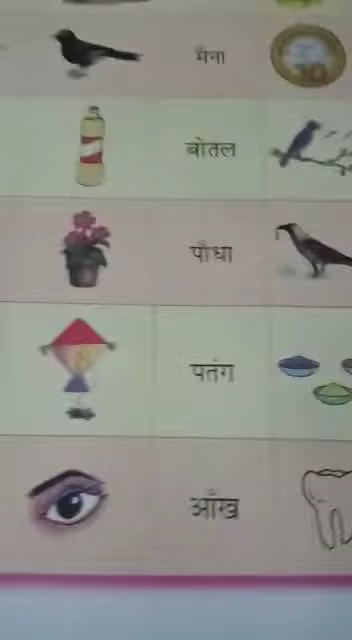 मैना
बोतल
पौधा
पतंग
आँख